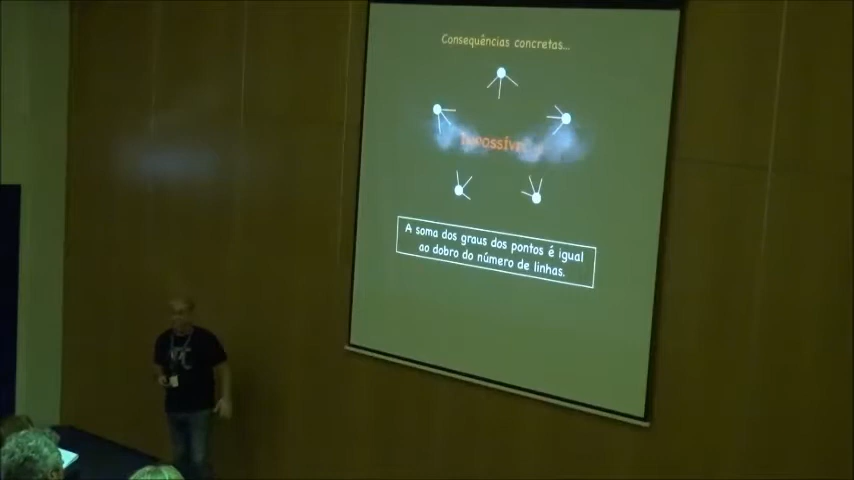 Consequências concretas...
A soma dos graus dos pontos é igual
ao dobro do número de linhas.